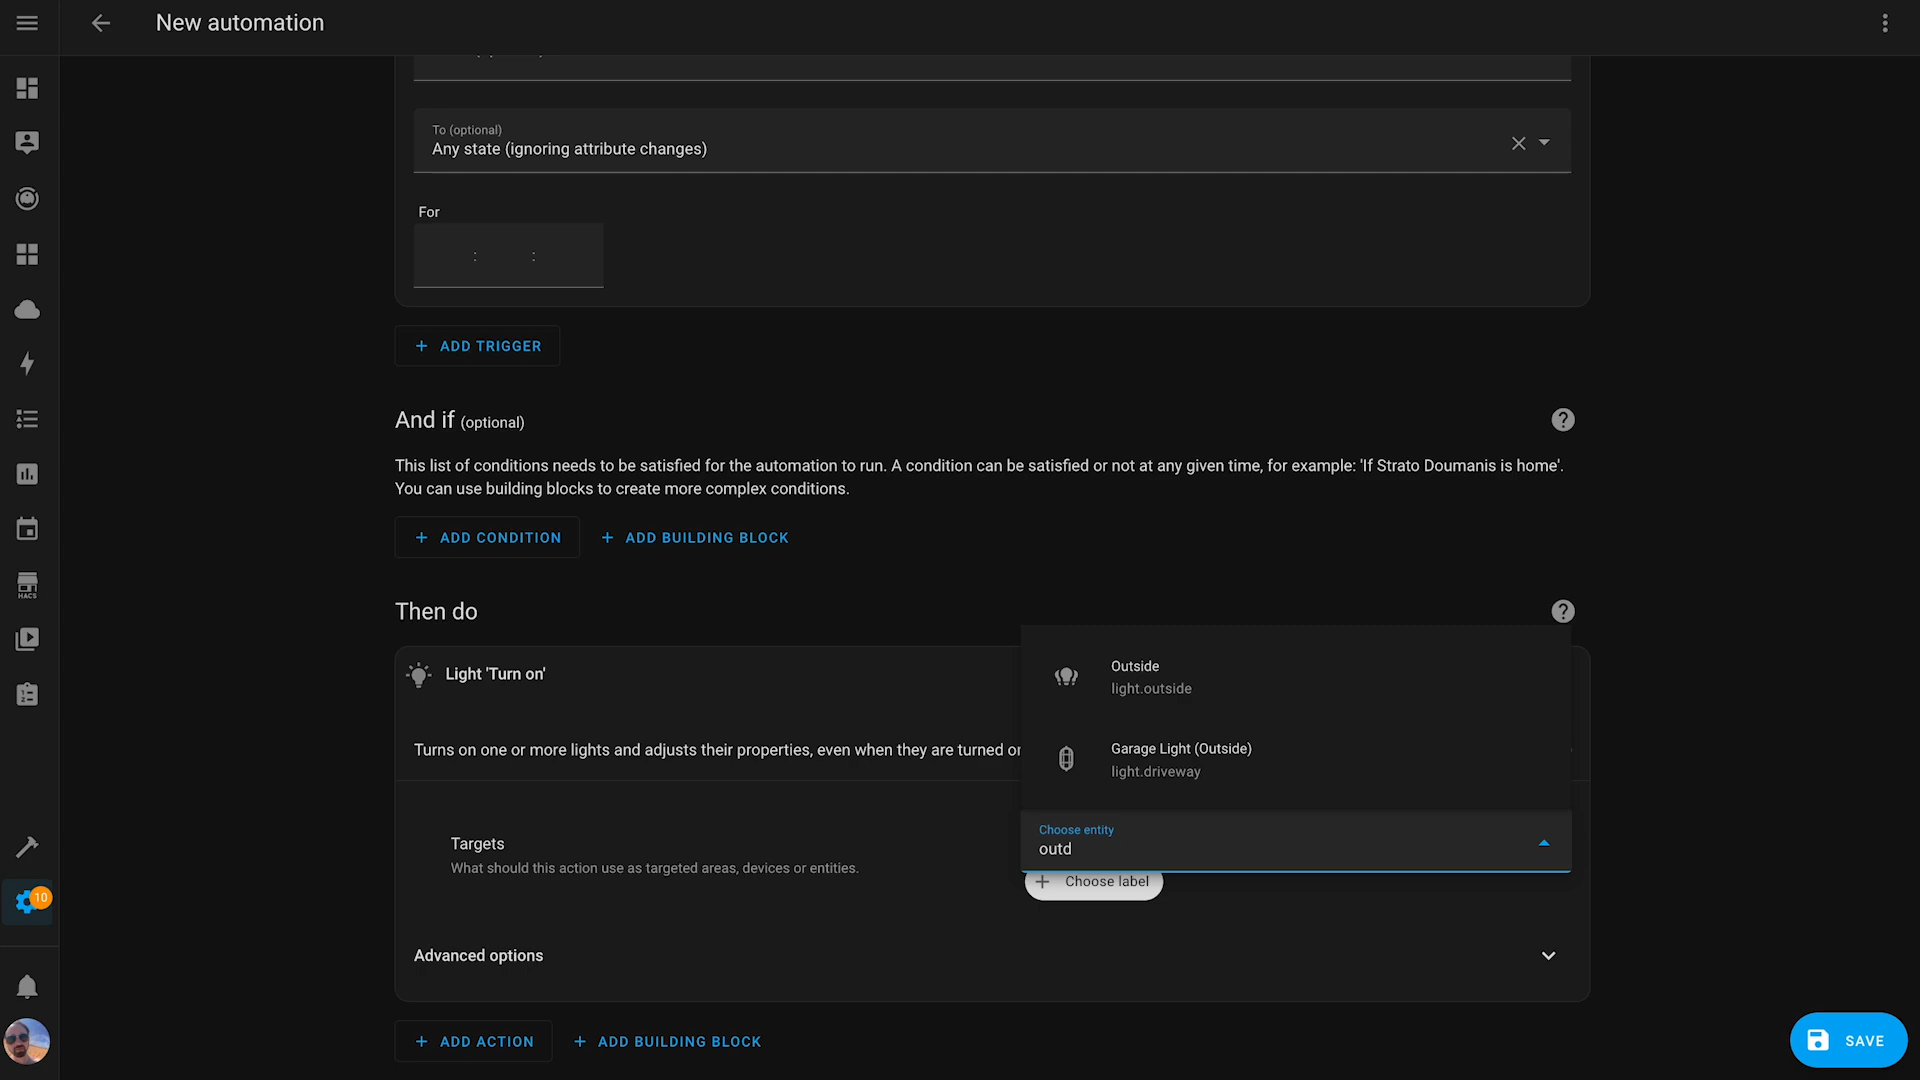 New automation
To (optional)
Any state (ignoring attribute changes)
For
: :
ADD TRIGGER
And if (optional)
This list of conditions needs to be satisfied for the automation to run. A condition can be satisfied or not at any given time, for example: 'If Strato Doumanis is home'.
You can use building blocks to create more complex conditions.
ADD CONDITION
ADD BUILDING BLOCK
HACS
Then do
Light 'Turn on'
Outside
light.outside
Turns on one or more lights and adjusts their properties, even when they are turned
Garage Light (Outside)
light.driveway
Choose entity
outd
Targets
What should this action use as targeted areas, devices or entities.
Choose label
10
Advanced options
ADD ACTION
ADD BUILDING BLOCK
SAVE